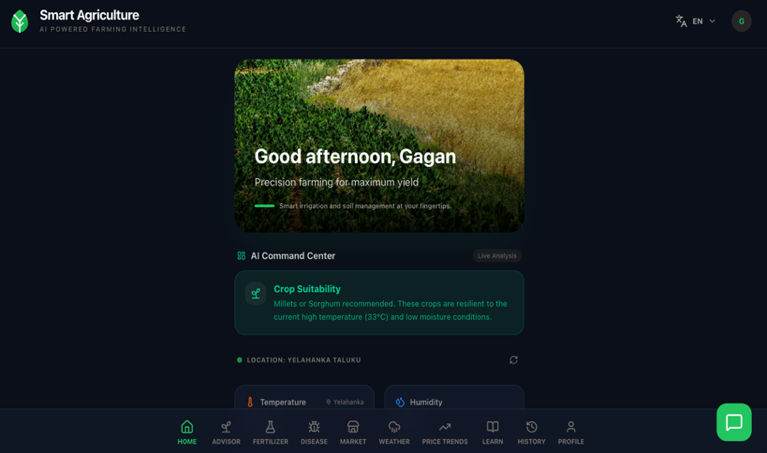 Smart Agriculture
AI POWERED FARMING INTELLIGENCE
EN
G
Good afternoon, Gagan
Precision farming for maximum yield
Smart irrigation and soil management at your fingertips.
AI Command Center
Live Analysis
Crop Suitability
Millets or Sorghum recommended. These crops are resilient to the
current high temperature (33°C) and low moisture conditions.
LOCATION: YELAHANKA TALUKU
Temperature
Yelahanka
Humidity
HOME
ADVISOR
FERTILIZER
DISEASE
MARKET
WEATHER
PRICE TRENDS
LEARN
HISTORY
PROFILE